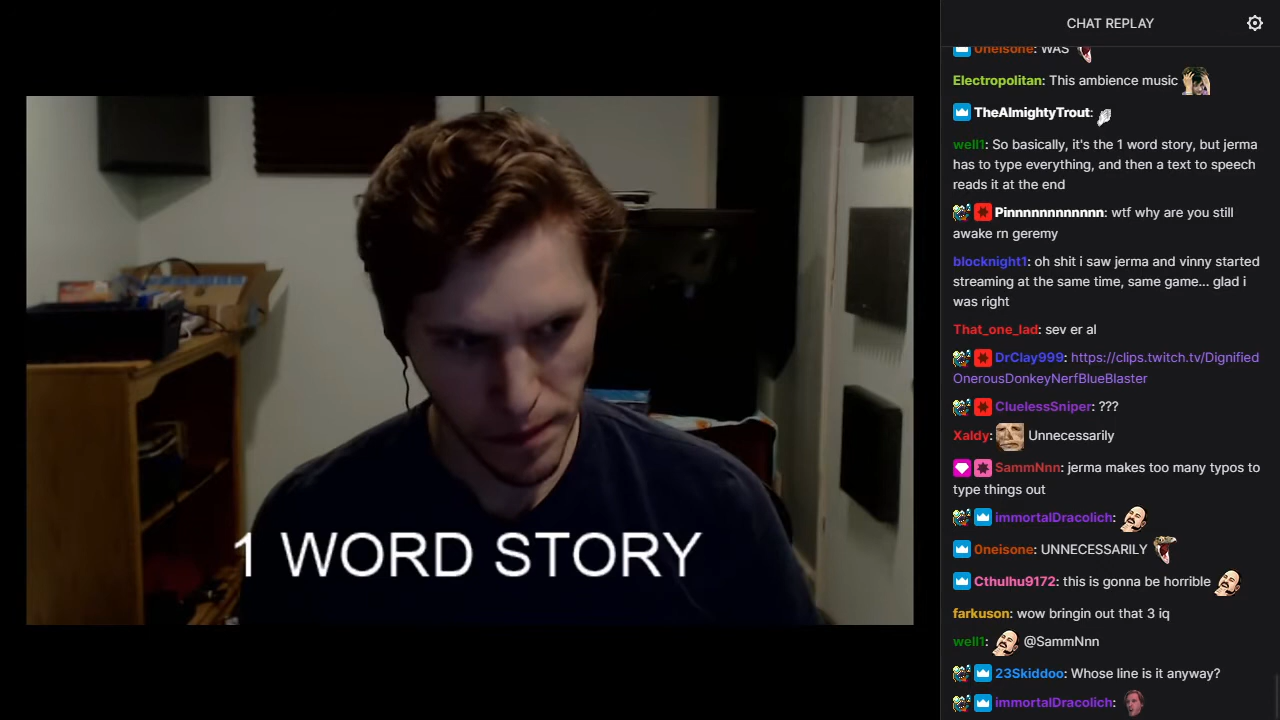 CHAT REPLAY
0neisone: WAS
Electropolitan: This ambience music
TheAlmightyTrout:
well1: So basically, it's the 1 word story, but jerma
has to type everything, and then a text to speech
reads it at the end
Pinnnnnnnnnnn: wtf why are you still
awake rn geremy
blocknight1: oh shit i saw jerma and vinny started
streaming at the same time, same game... glad i
was right
That_one_lad: sev er al
DrClay999: https://clips.twitch.tv/Dignified
OnerousDonkeyNerfBlueBlaster
CluelessSniper: ???
Xaldy: Unnecessarily
SammNnn: jerma makes too many typos to
type things out
immortalDracolich:
0neisone: UNNECESSARILY
Cthulhu9172: this is gonna be horrible
farkuson: wow bringin out that 3 iq
well1: @SammNnn
23Skiddoo: Whose line is it anyway?
immortalDracolich:
1 WORD STORY